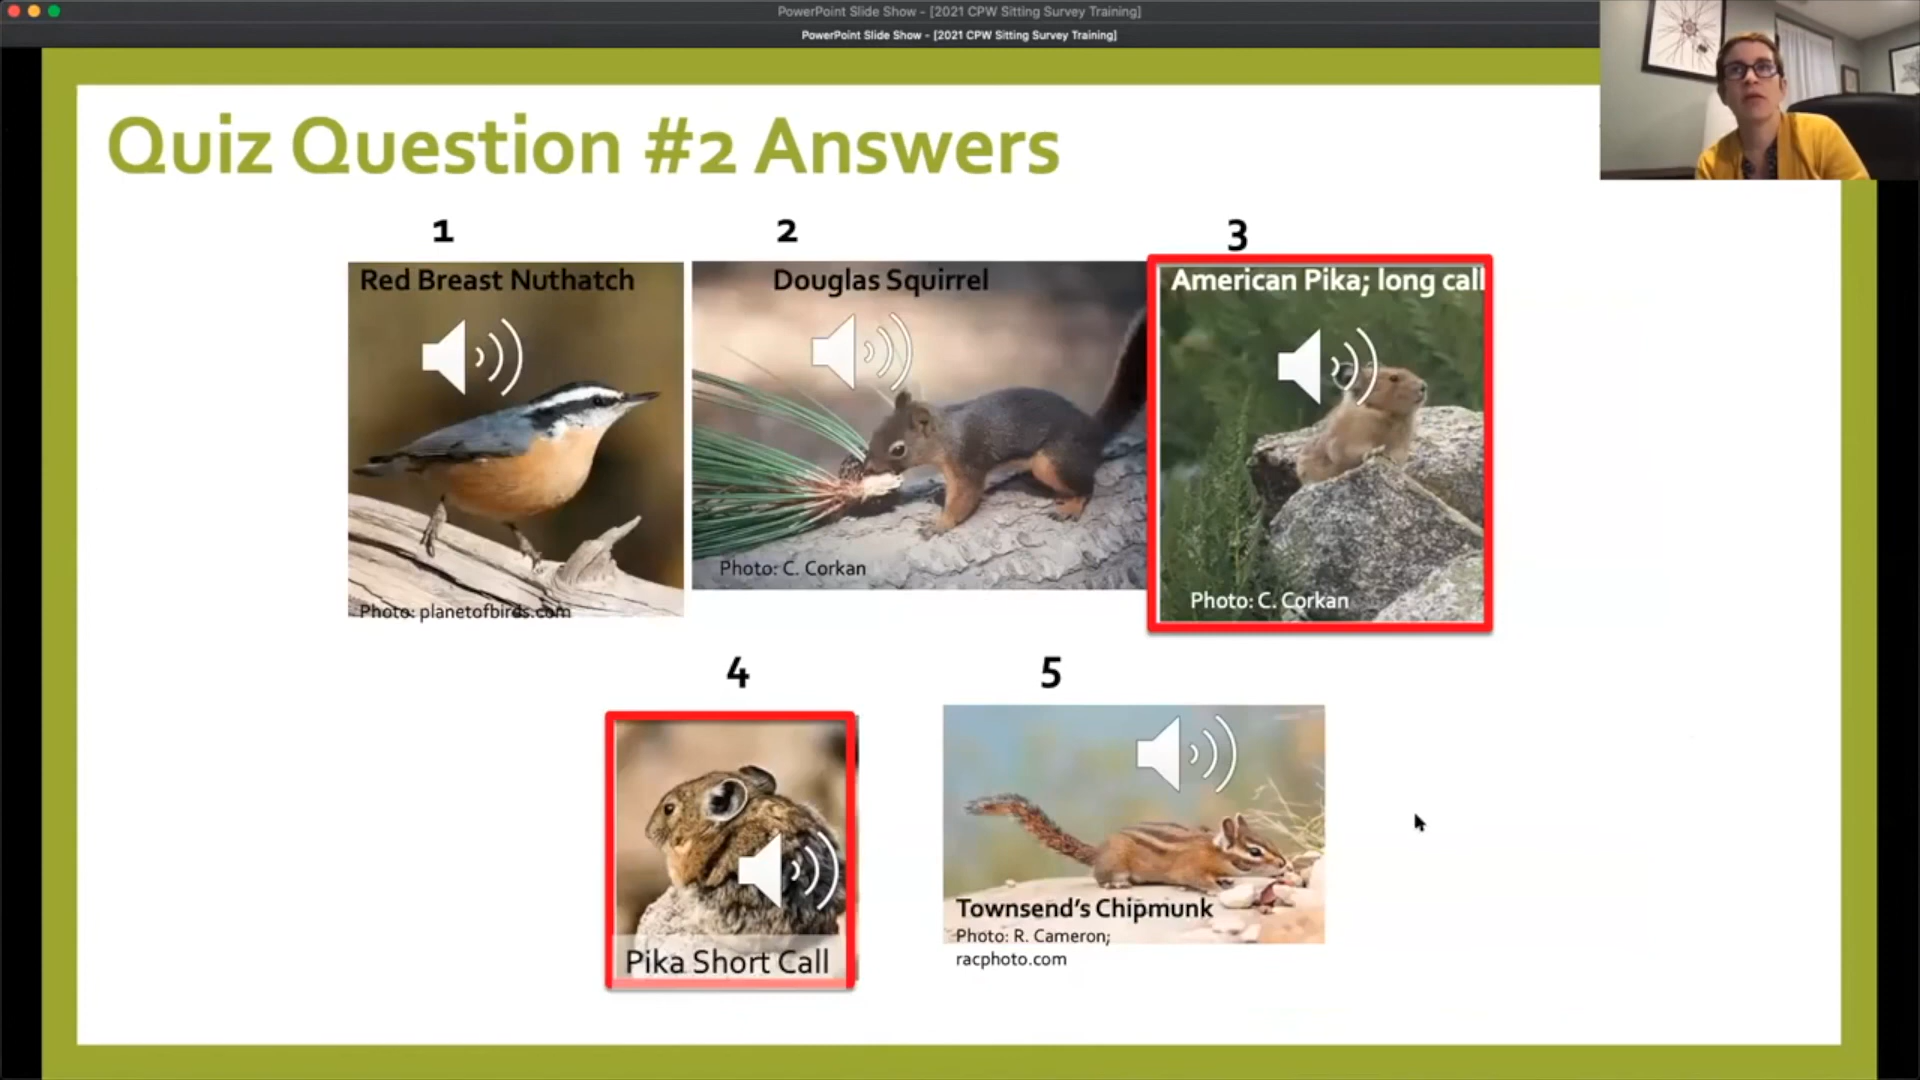 PowerPoint Slide Show - [2021 CPW Sitting Survey Training]
PowerPoint Slide Show - [2021 CPW Sitting Survey Training]
Quiz Question #2 Answers
1
2
3
Red Breast Nuthatch
Douglas Squirrel
American Pika; long call
Photo: C. Corkan
Photo: C. Corkan
Photo: planetofbirds.com
4
5
Townsend's Chipmunk
Photo: R. Cameron;
racphoto.com
Pika Short Call